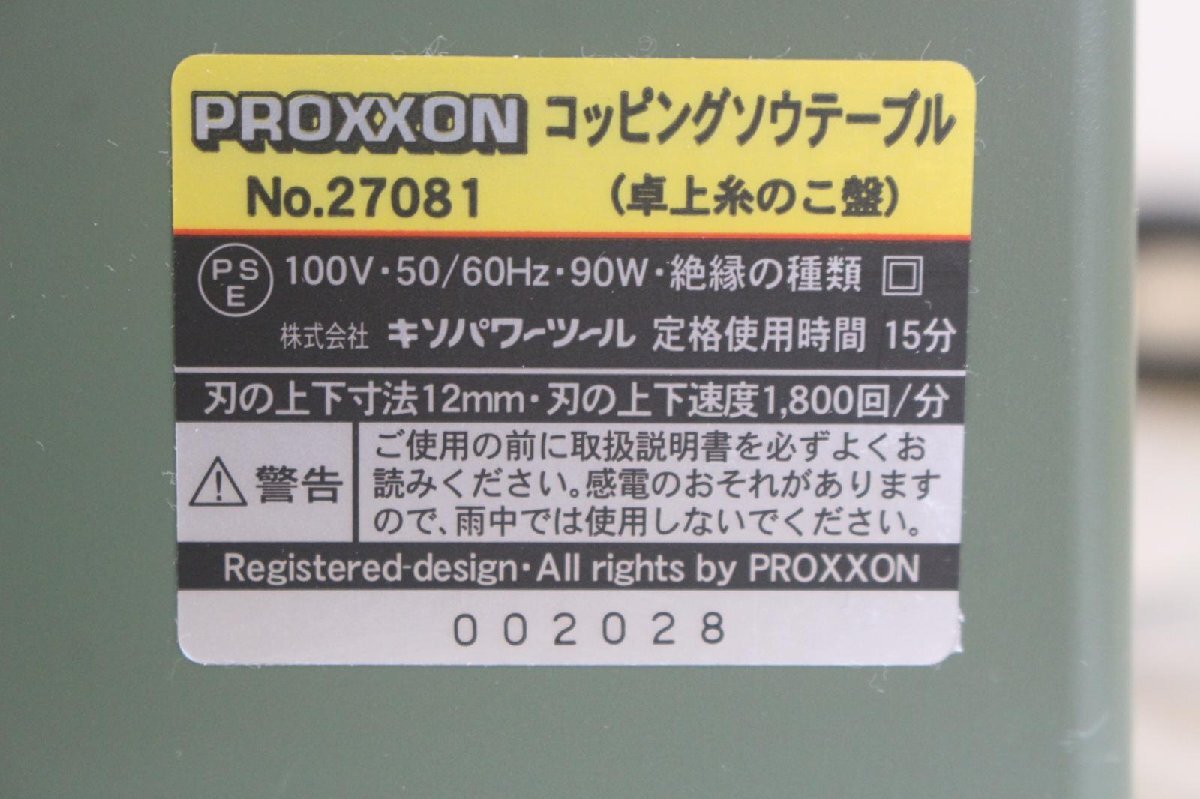 PROXXON コッピングソウテーブル
No.27081 (卓上糸のこ盤)
PSE 100V・50/60Hz・90W・絶縁の種類
株式会社 キソパワーツール 定格使用時間 15分
刃の上下寸法12mm・刃の上下速度1,800回/分
警告
ご使用の前に取扱説明書を必ずよくお
読みください。感電のおそれがあります
ので、雨中では使用しないでください。
Registered-design・All rights by PROXXON
002028